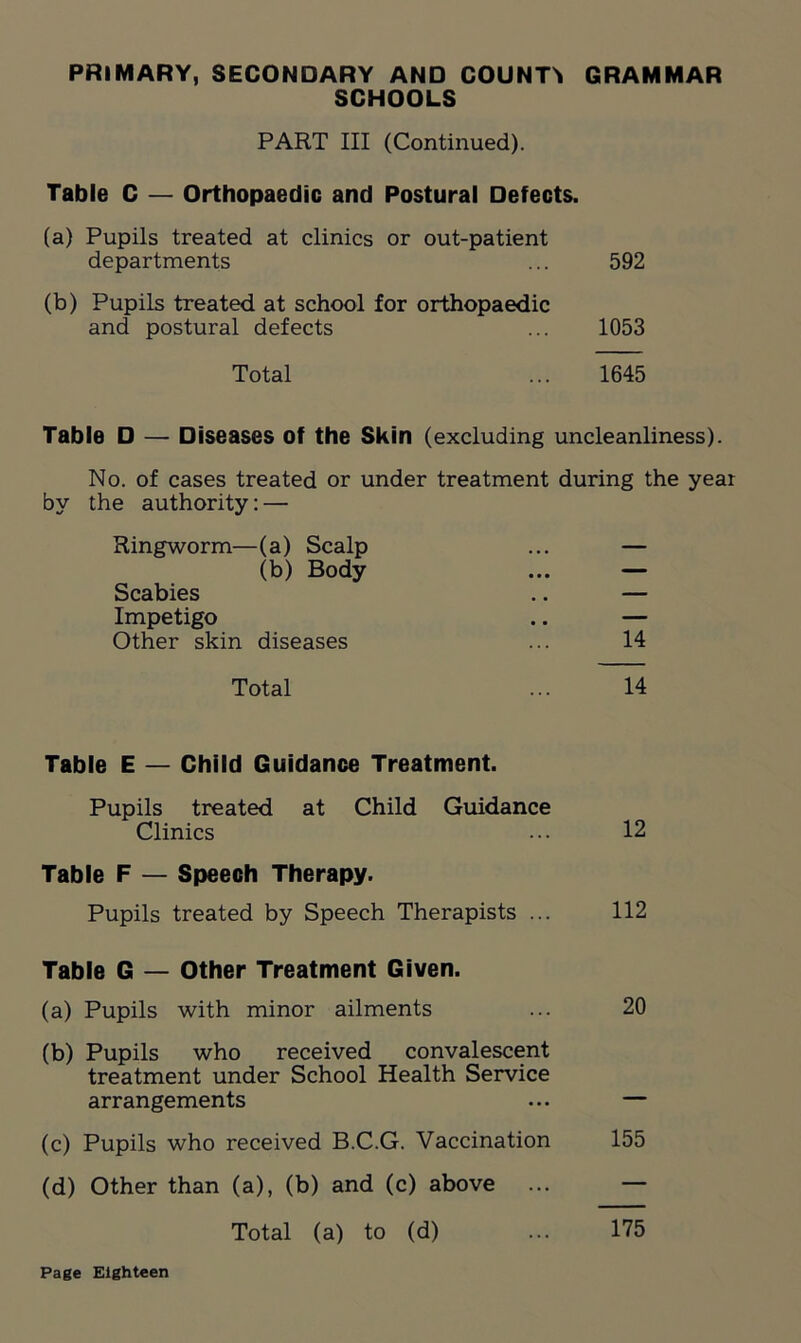 PRIMARY, SECONDARY AND COUNTY GRAMMAR
SCHOOLS
PART III (Continued).
Table C — Orthopaedic and Postural Defects.
(a) Pupils treated at clinics or out-patient
departments ... 592
(b) Pupils treated at school for orthopaedic
and postural defects ... 1053
Total ... 1645
Table D — Diseases of the Skin (excluding uncleanliness).
No. of cases treated or under treatment during the year
by the authority: —
Ringworm—(a) Scalp ... —
(b) Body ... —
Scabies .. —
Impetigo .. —
Other skin diseases ... 14
Total ... 14
Table E — Child Guidance Treatment.
Pupils treated at Child Guidance
Clinics ... 12
Table F — Speech Therapy.
Pupils treated by Speech Therapists ... 112
Table G — Other Treatment Given.
(a) Pupils with minor ailments ... 20
(b) Pupils who received convalescent
treatment under School Health Service
arrangements ... —
(c) Pupils who received B.C.G. Vaccination 155
(d) Other than (a), (b) and (c) above ... —
Total (a) to (d) ... 175
Page Eighteen